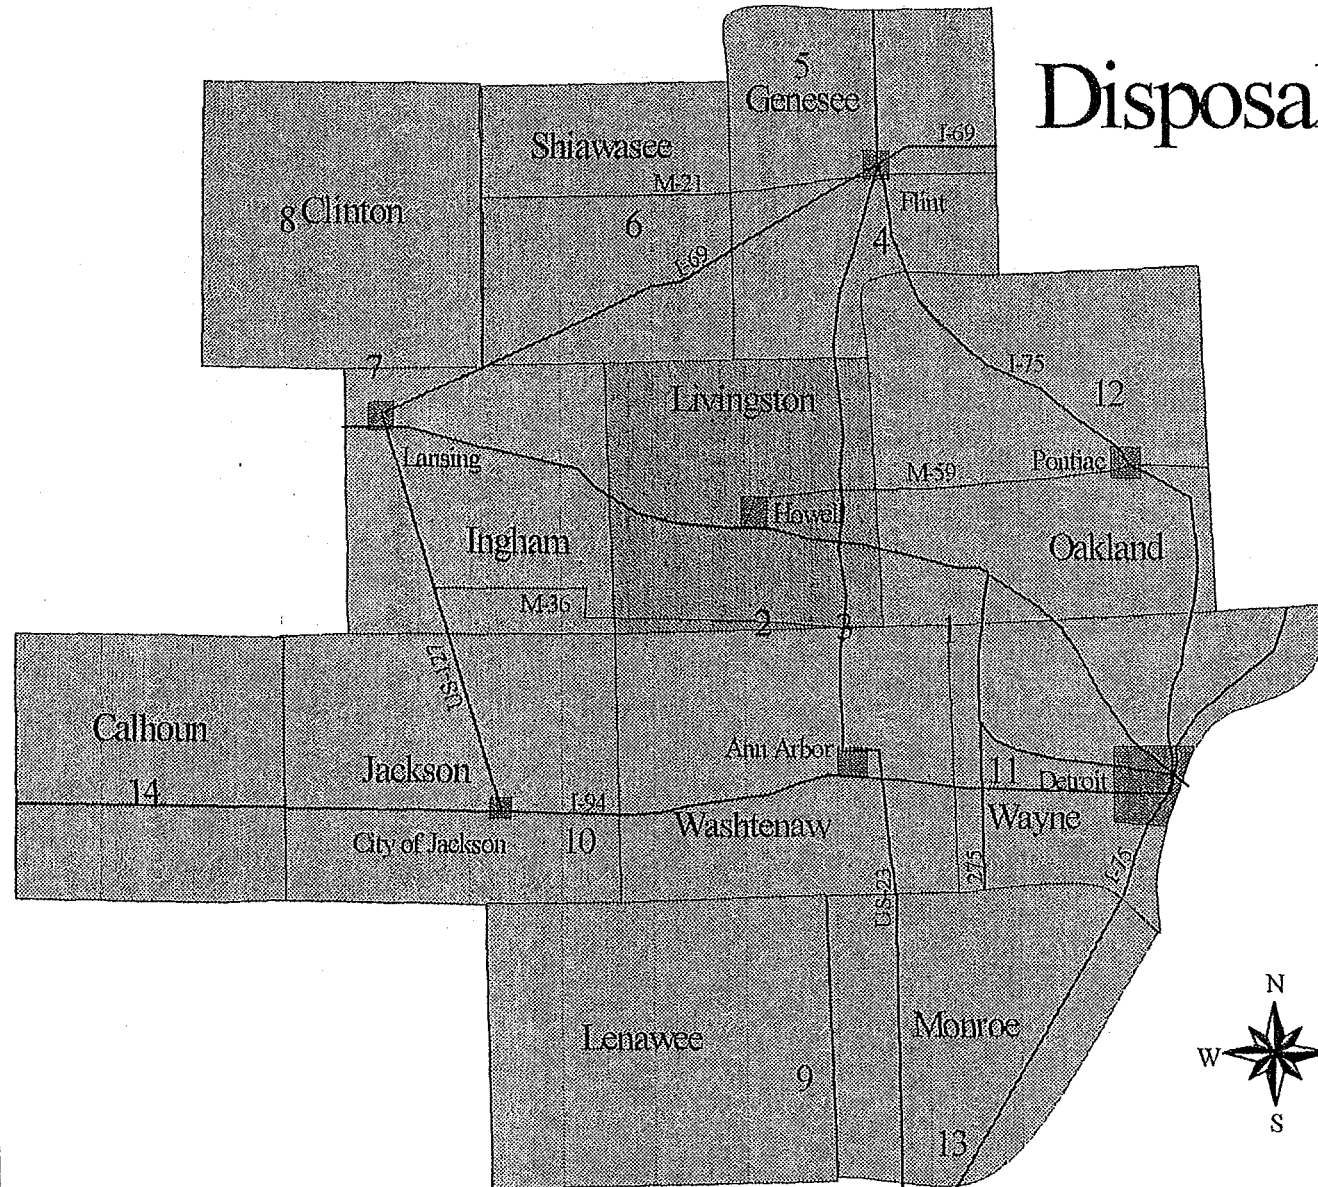 Disposal
5
Genesee
I-69
Shiawasee
M-21
Flint
8 Clinton
6
4
I-69
7
I-75
12
Livingston
Lansing
Pontiac
M-59
Howell
Ingham
Oakland
M-36
2
3
1
US-127
Calhoun
Ann Arbor
Jackson
11
Detroit
14
I-94
Washtenaw
Wayne
City of Jackson
10
275
I-75
US-23
N
Lenawee
Monroe
W
9
S
13